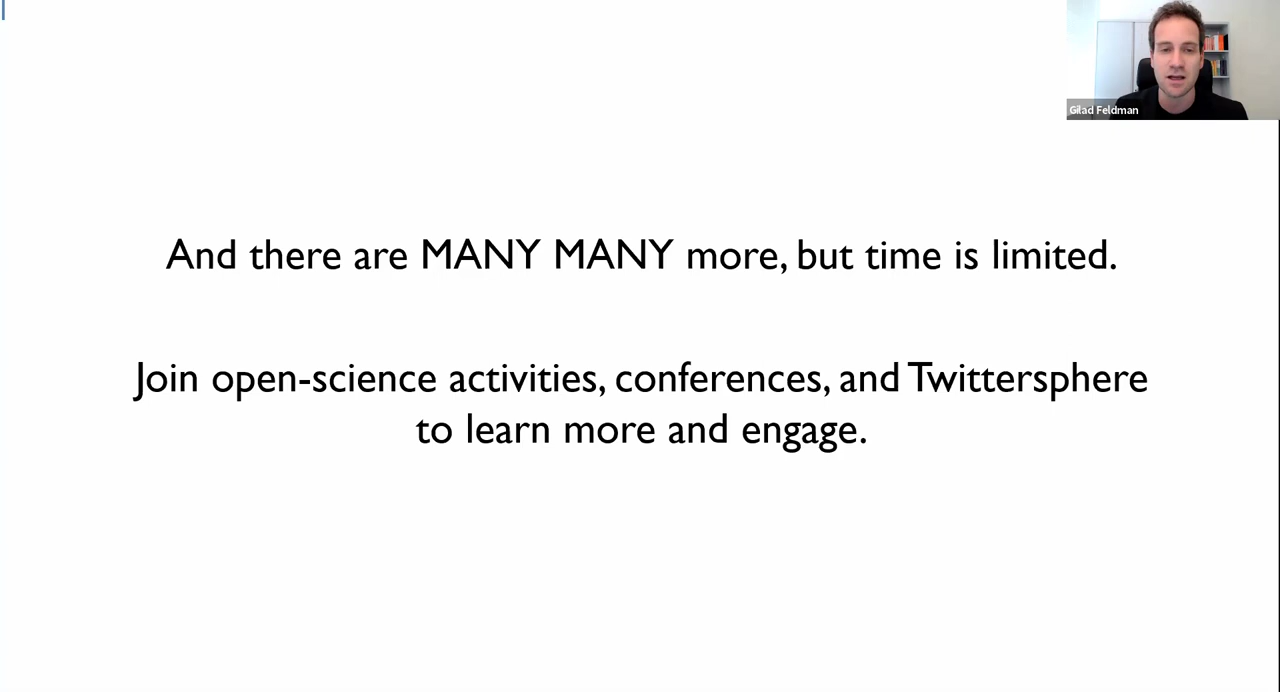 Gilad Feldman
And there are MANY MANY more, but time is limited.
Join open-science activities, conferences, and Twittersphere
to learn more and engage.